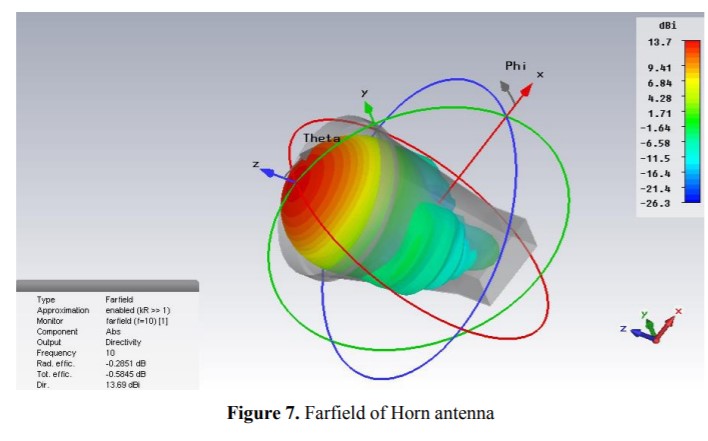 dBi
13.7
9.41
6.84
4.28
1.71
-1.64
-6.58
-11.5
-16.4
-21.4
-26.3
Phi
x
y
Theta
z
Type Farfield
Approximation enabled (kR >> 1)
Monitor farfield (f=10) [1]
Component Abs
Output Directivity
Frequency 10
Rad. effic. -0.2851 dB
Tot. effic. -0.5845 dB
Dir. 13.69 dBi
y
x
z
Figure 7. Farfield of Horn antenna